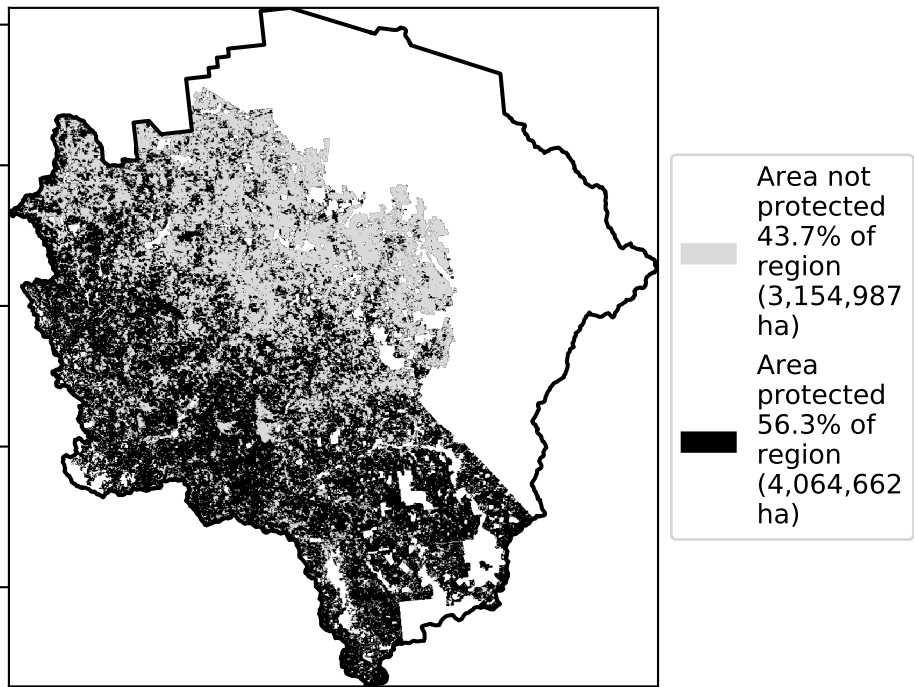 Area not
protected
43.7% of
region
(3,154,987
ha)
Area
protected
56.3% of
region
(4,064,662
ha)